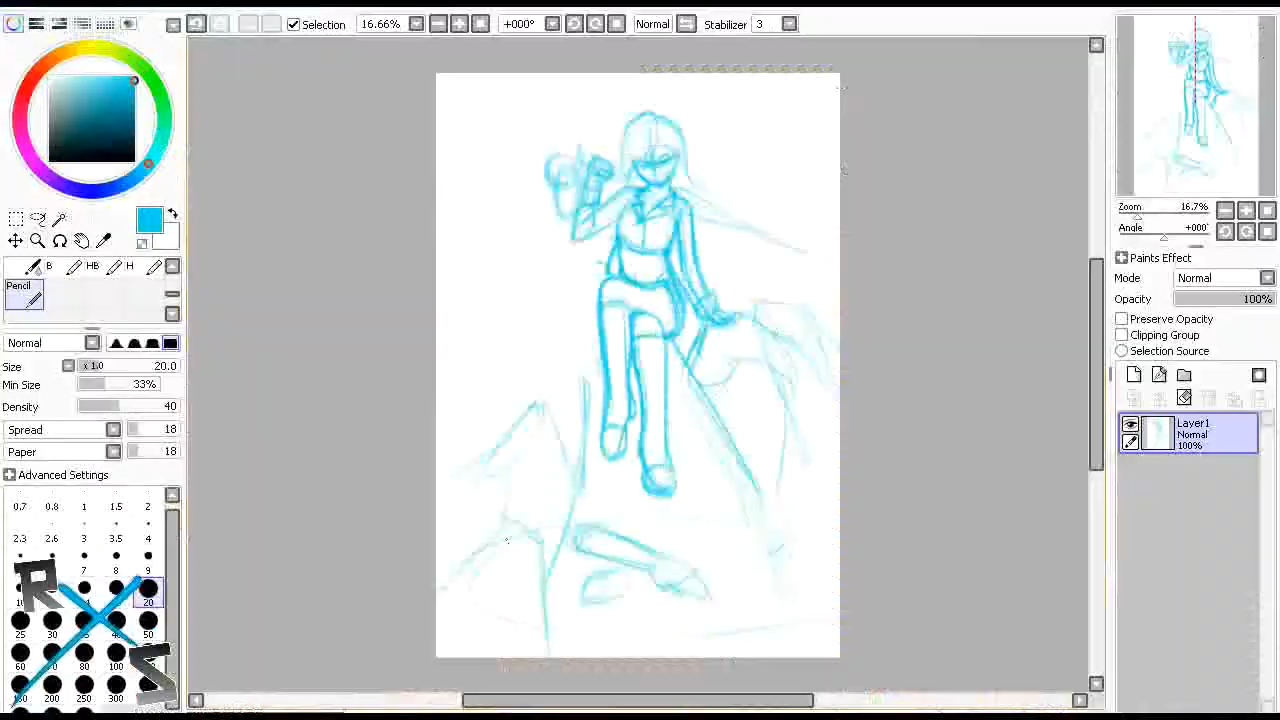 Selection 16.66% +000° Normal Stabilizer 3
Zoom 16.7%
Angle +000°
B HB H
Pencil
Paints Effect
Mode Normal
Opacity 100%
Preserve Opacity
Clipping Group
Selection Source
Normal
Size x 1.0 20.0
Min Size 33%
Density 40
Spread 18
Paper 18
Advanced Settings
Layer1
Normal
100%
0.7 0.8 1 1.5 2
2.3 2.6 3 3.5 4
7 8 9
20
25 30 50
60 80 100
200 250 300
R X S